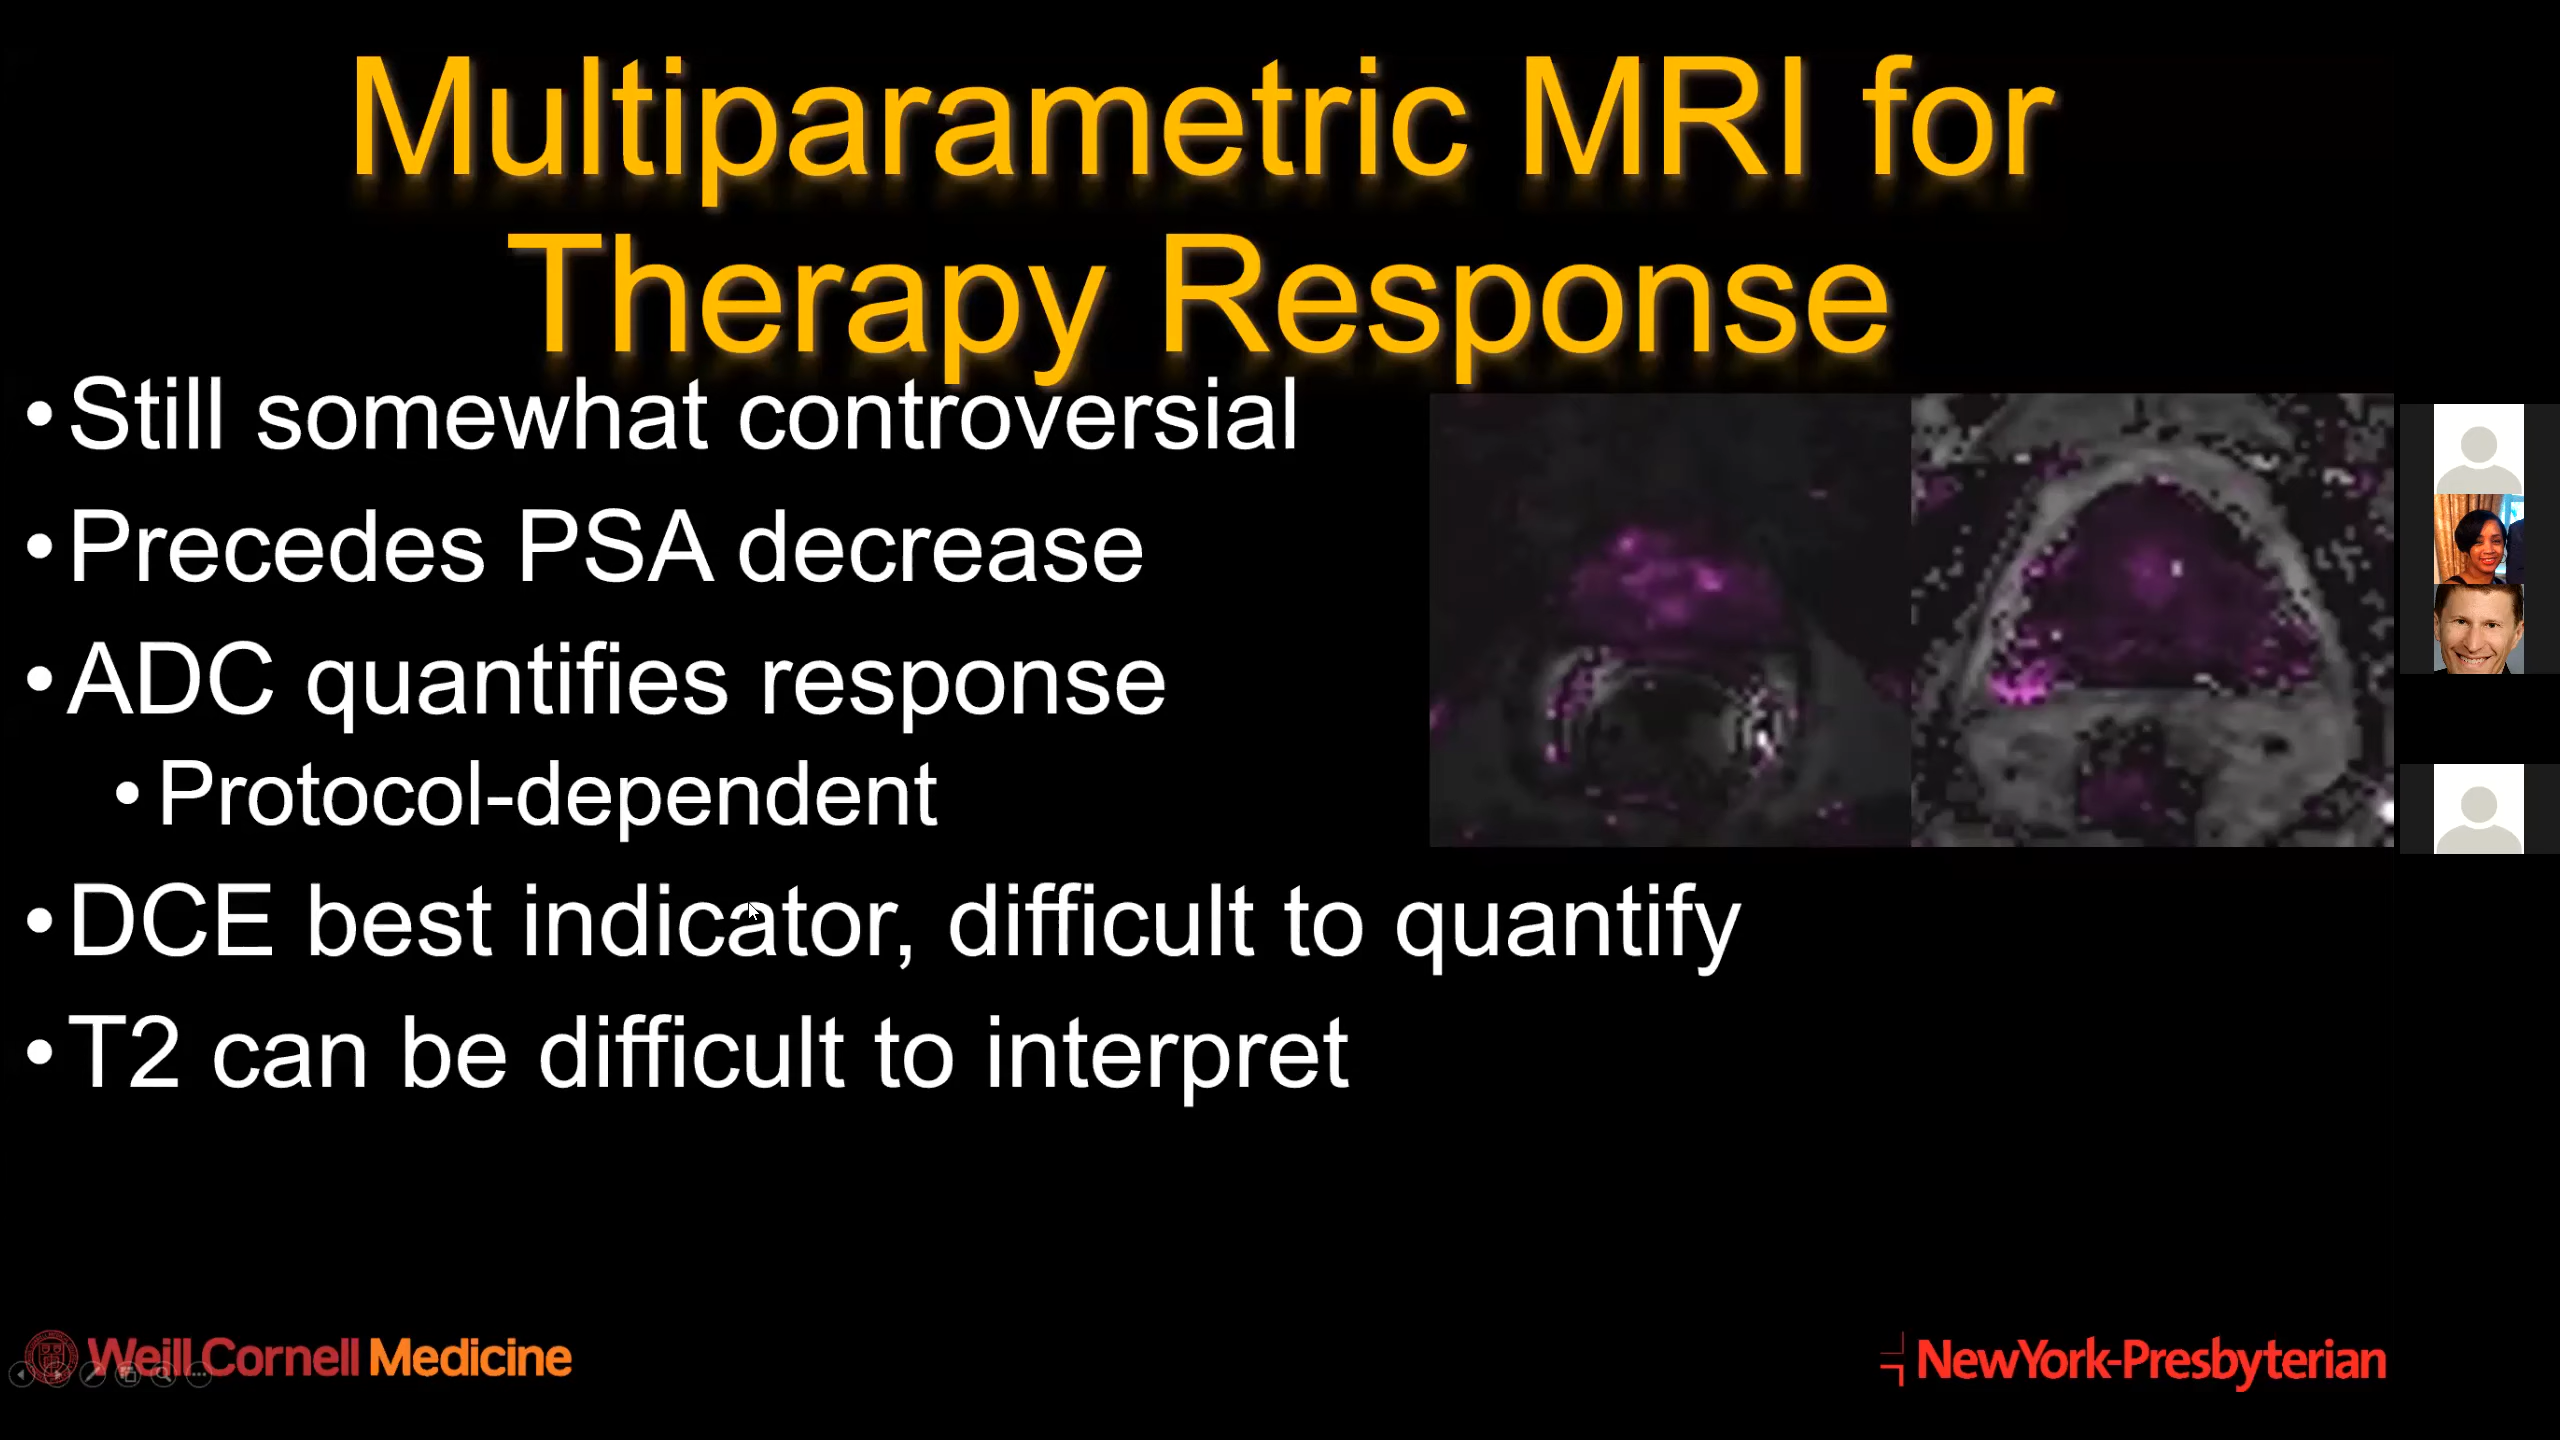 Multiparametric MRI for
Therapy Response
•Still somewhat controversial
•Precedes PSA decrease
•ADC quantifies response
•Protocol-dependent
•DCE best indicator, difficult to quantify
•T2 can be difficult to interpret
Weill Cornell Medicine
NewYork-Presbyterian